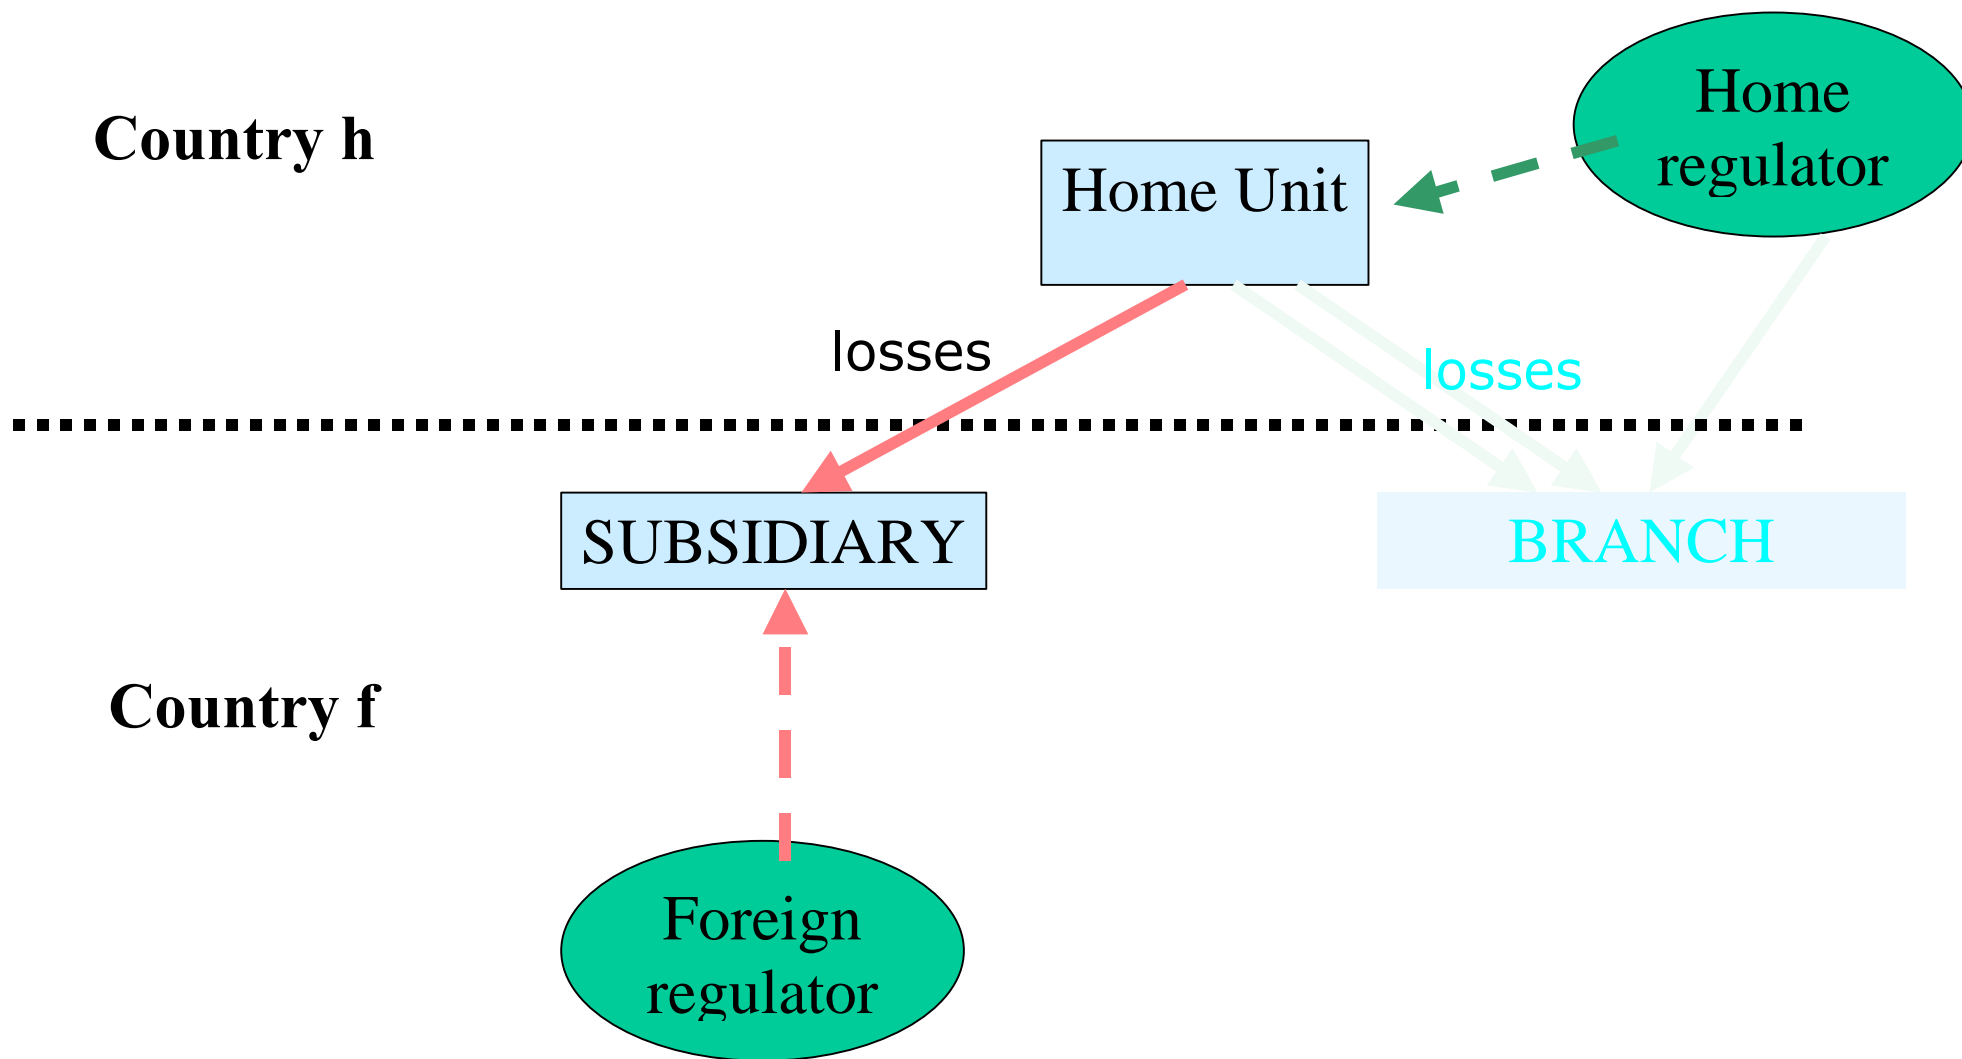 Home
regulator
Country h
Home Unit
losses
losses
SUBSIDIARY
BRANCH
Country f
Foreign
regulator